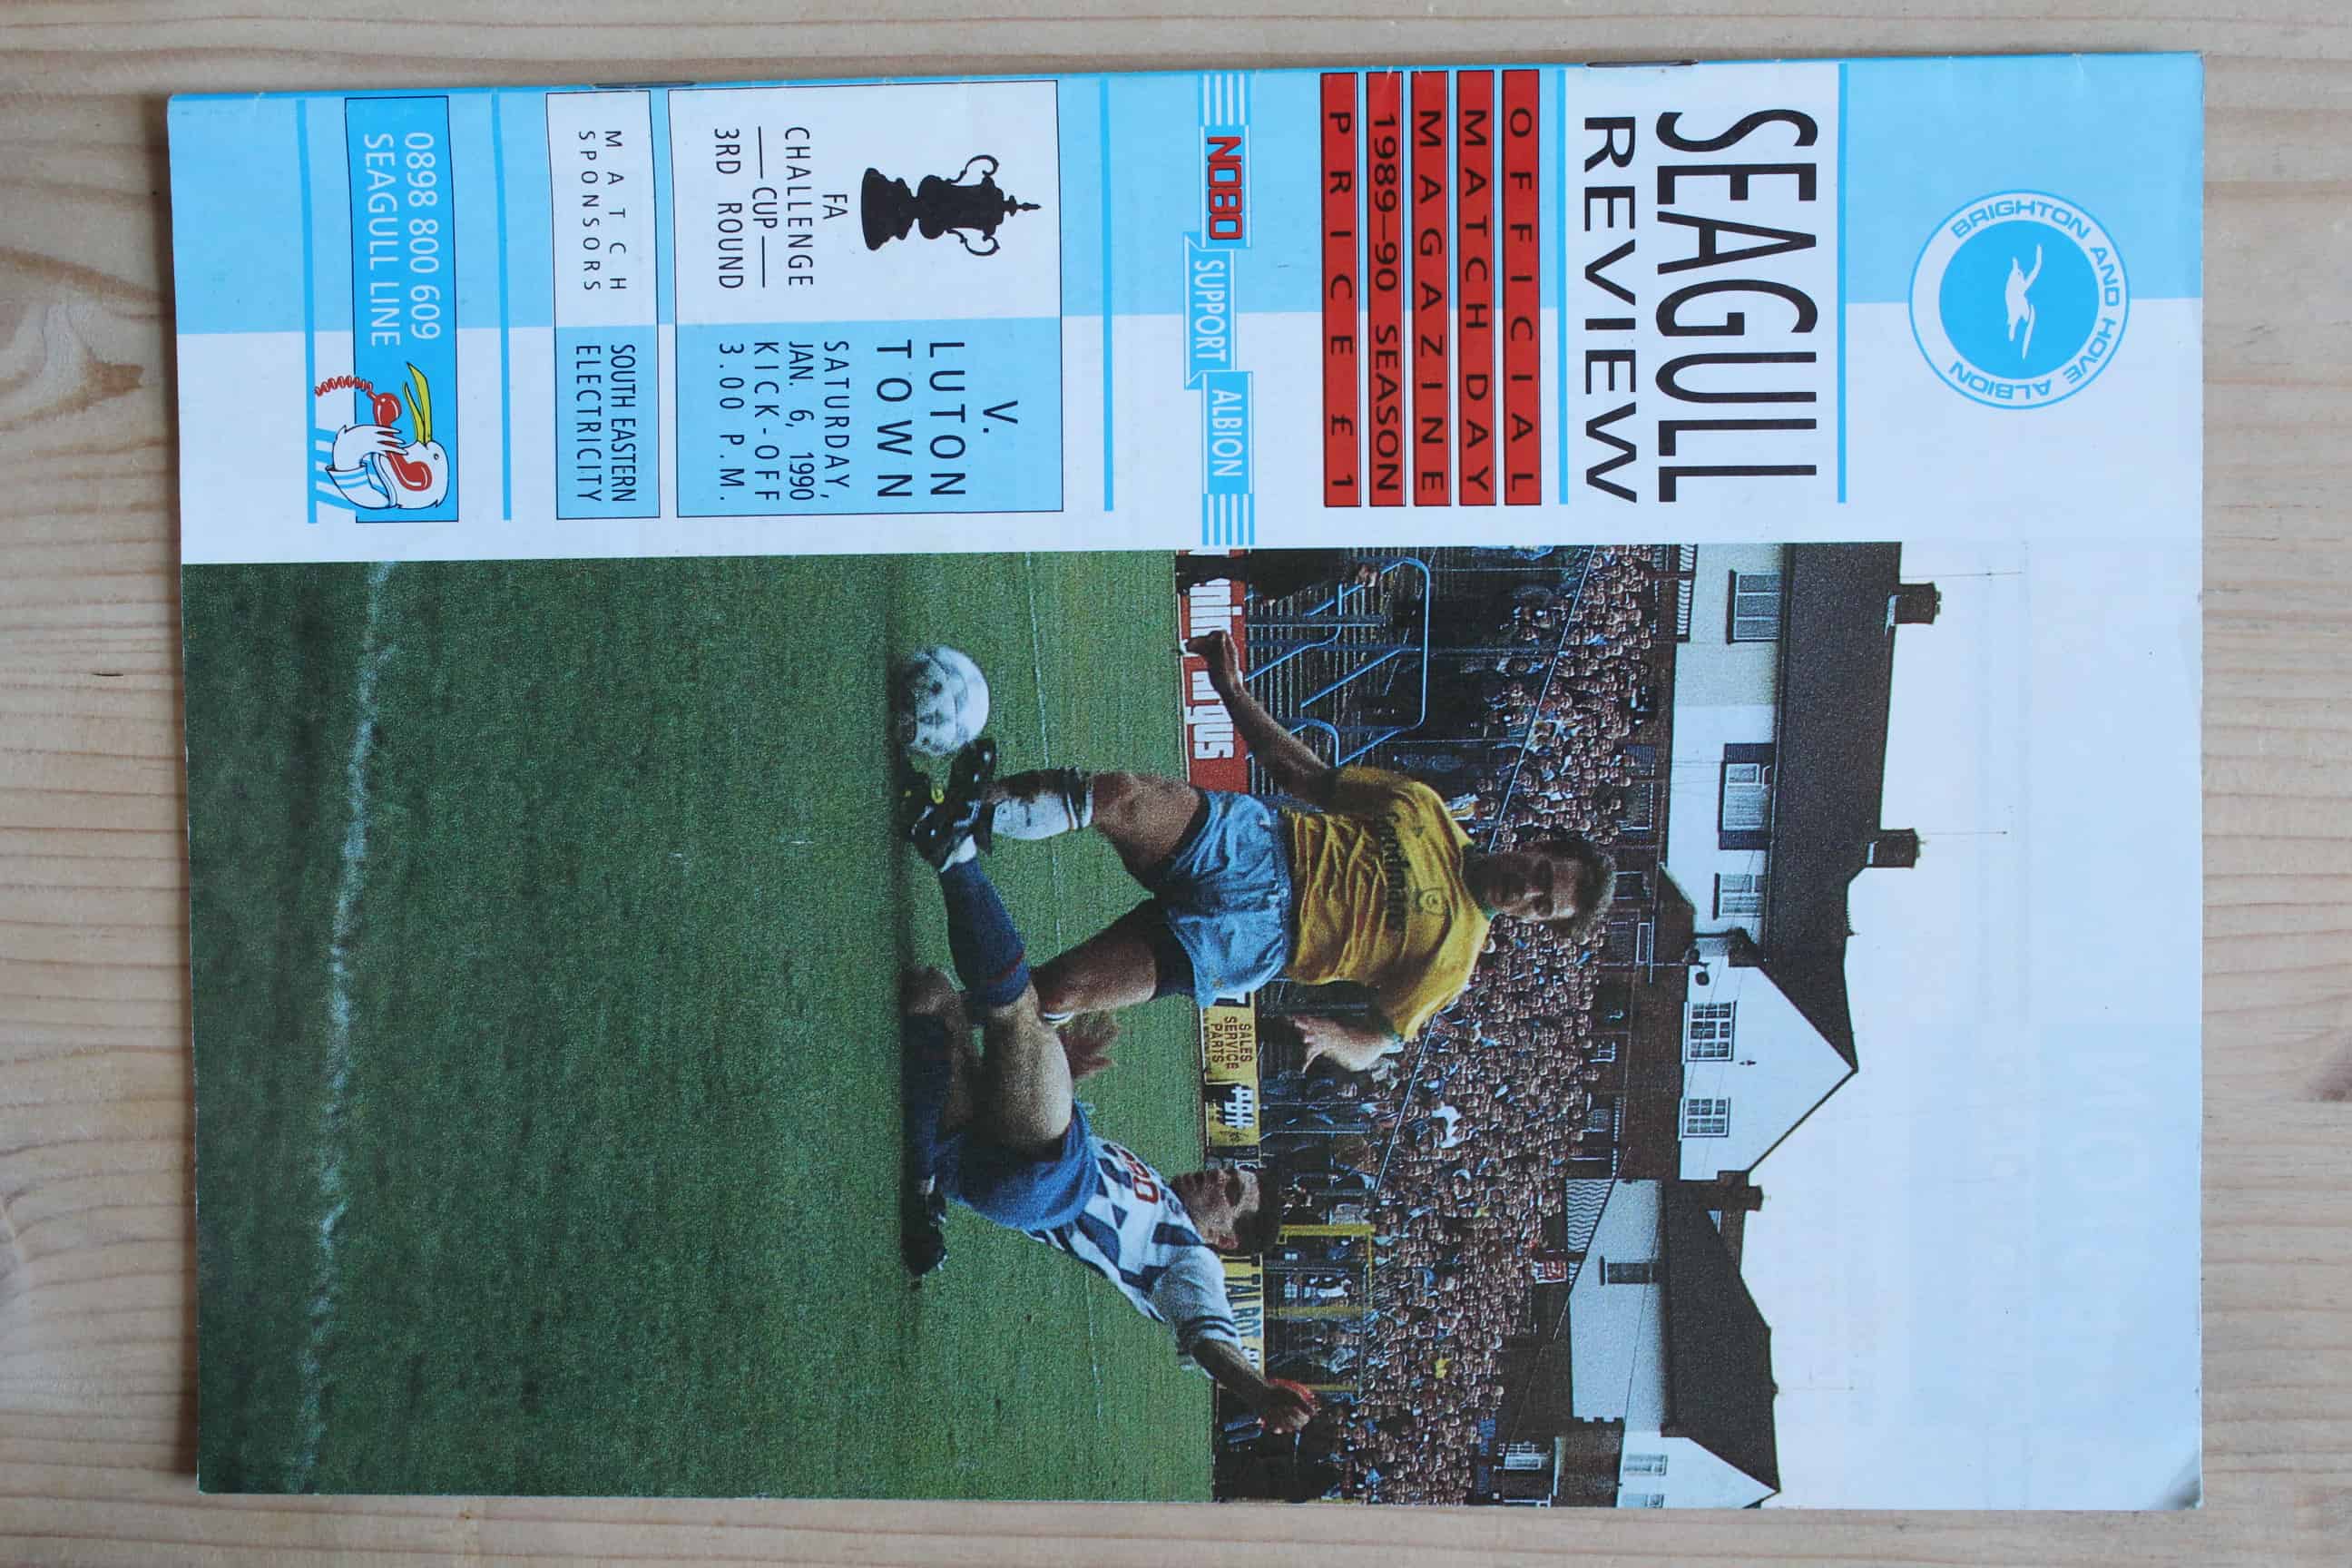 BRIGHTON AND HOVE ALBION
SEAGULL
REVIEW
OFFICIAL
MATCH DAY
MAGAZINE
1989–90 SEASON
PRICE £1
NOBO SUPPORT ALBION
FA
CHALLENGE
CUP
3RD ROUND
V.
LUTON
TOWN
SATURDAY,
JAN. 6, 1990
KICK-OFF
3.00 P.M.
MATCH
SPONSORS
SOUTH EASTERN
ELECTRICITY
0898 800 609
SEAGULL LINE
SALES
SERVICE
PARTS